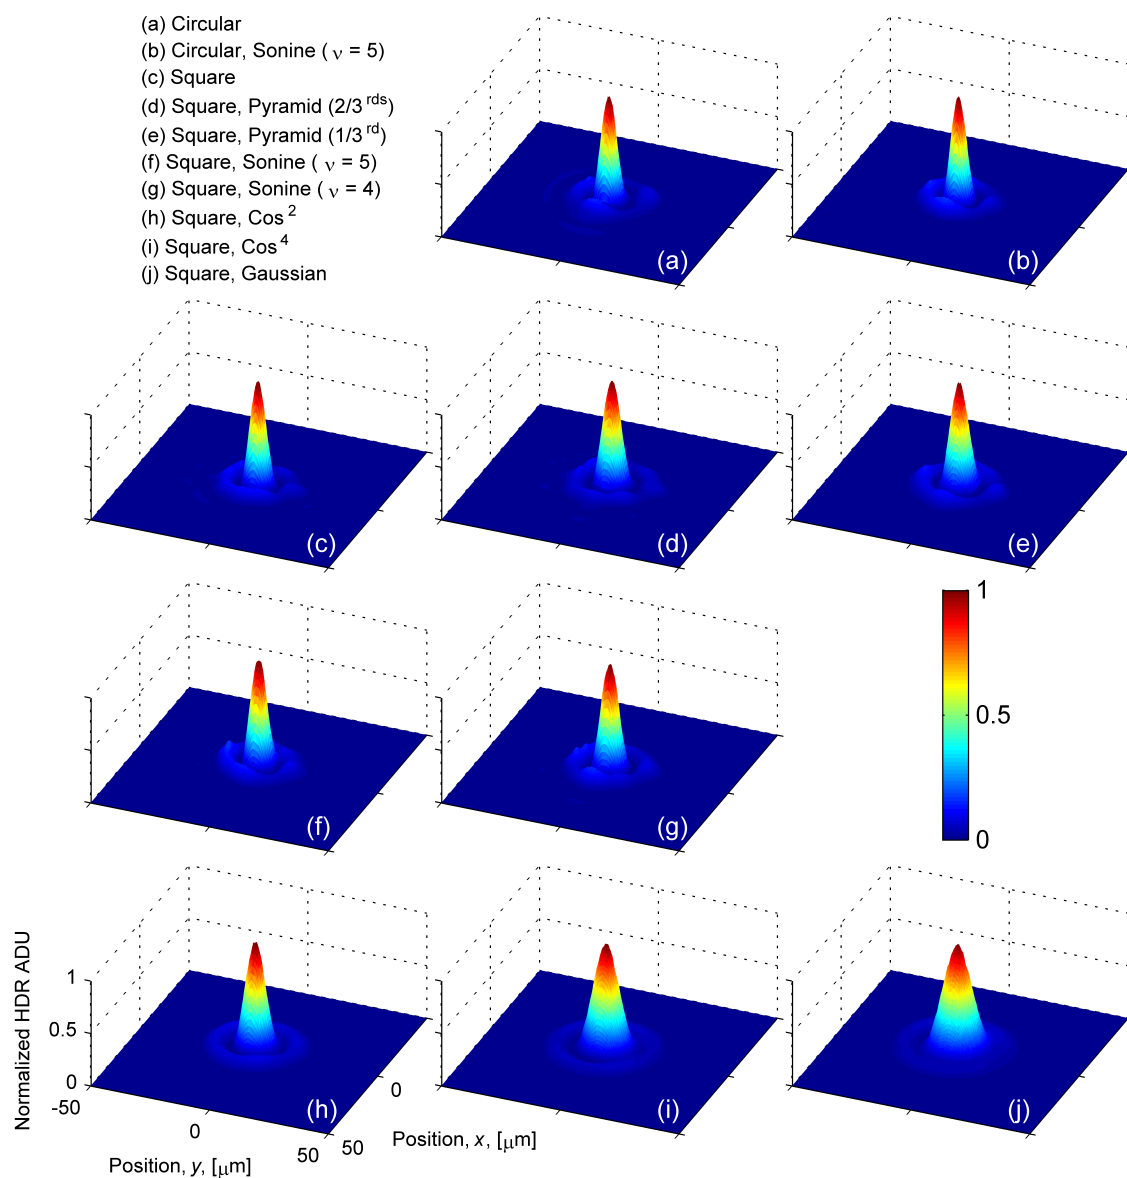 (a) Circular
(b) Circular, Sonine ( ν = 5)
(c) Square
(d) Square, Pyramid (2/3 rds)
(e) Square, Pyramid (1/3 rd)
(f) Square, Sonine ( ν = 5)
(g) Square, Sonine ( ν = 4)
(h) Square, Cos 2
(i) Square, Cos 4
(j) Square, Gaussian
(a)
(b)
(c)
(d)
(e)
(f)
(g)
1
0.5
0
Normalized HDR ADU
1
0.5
0
-50
0
50
Position, y, [μm]
50
0
Position, x, [μm]
(h)
(i)
(j)